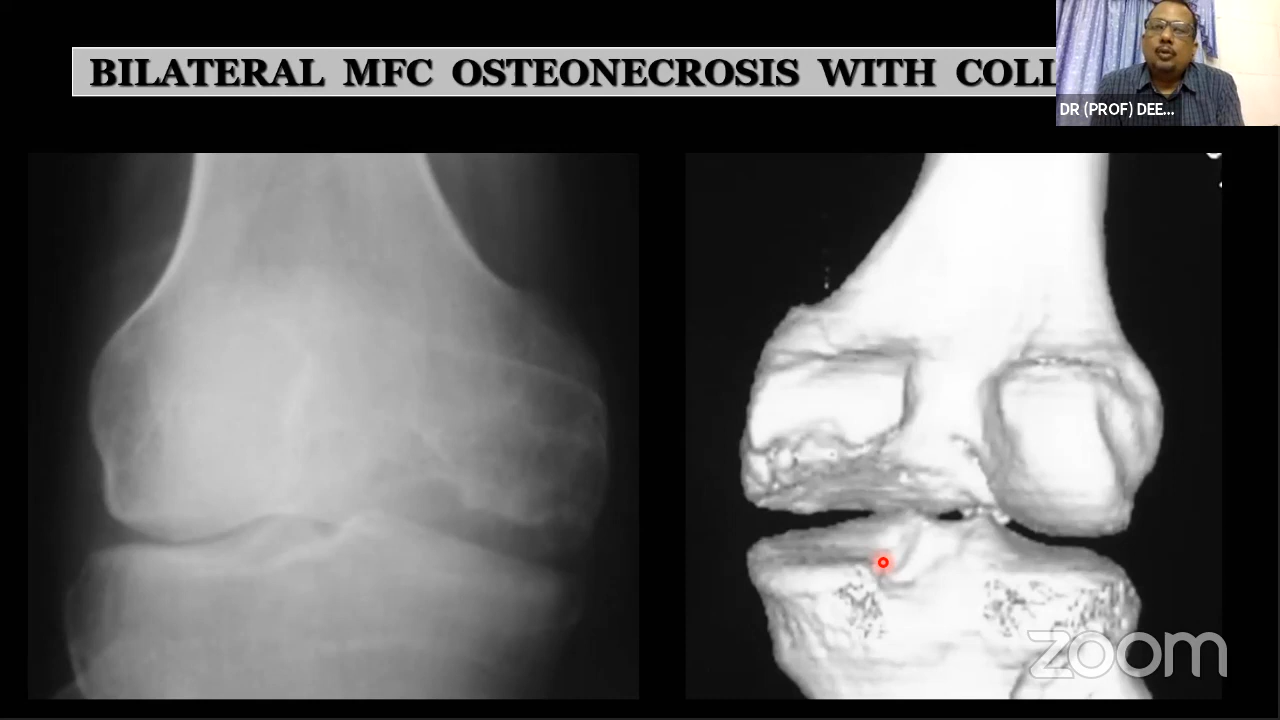 BILATERAL MFC OSTEONECROSIS WITH COLL
DR (PROF) DEE...
zoom